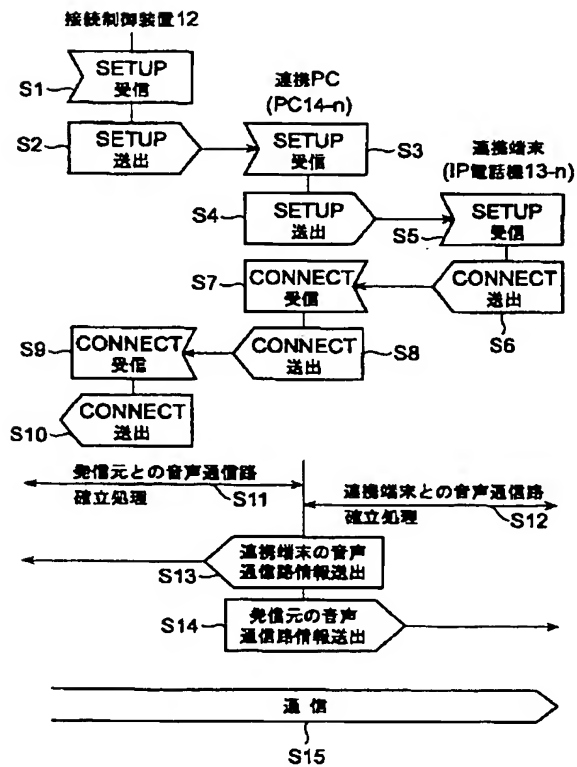 接続制御装置12
SETUP
受信
S1
SETUP
送出
S2
連携PC
(PC14-n)
SETUP
受信
S3
SETUP
送出
S4
連携端末
(IP電話機13-n)
SETUP
受信
S5
CONNECT
送出
S6
CONNECT
受信
S7
CONNECT
送出
S8
CONNECT
受信
S9
CONNECT
送出
S10
発信元との音声通信路
確立処理
S11
連携端末との音声通信路
確立処理
S12
連携端末の音声
通信路情報送出
S13
発信元の音声
通信路情報送出
S14
通信
S15